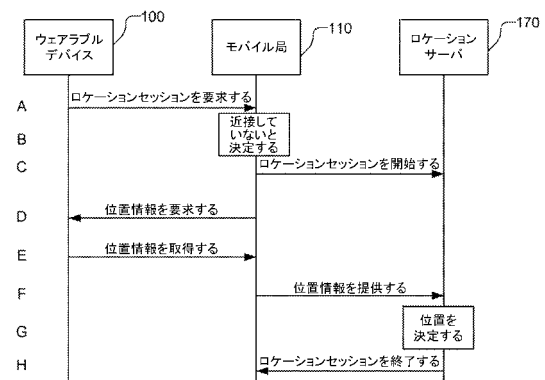 ウェアラブル
デバイス
100
モバイル局
110
ロケーション
サーバ
170
A
ロケーションセッションを要求する
B
近接して
いないと
決定する
C
ロケーションセッションを開始する
D
位置情報を要求する
E
位置情報を取得する
F
位置情報を提供する
G
位置を
決定する
H
ロケーションセッションを終了する